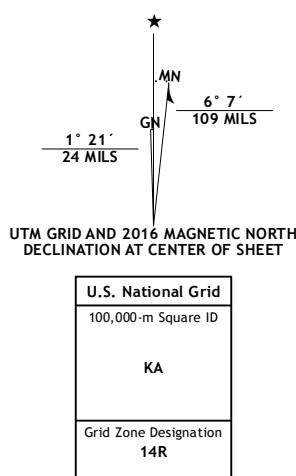 MN
GN
6° 7´
109 MILS
1° 21´
24 MILS
UTM GRID AND 2016 MAGNETIC NORTH
DECLINATION AT CENTER OF SHEET
U.S. National Grid
100,000-m Square ID
KA
Grid Zone Designation
14R